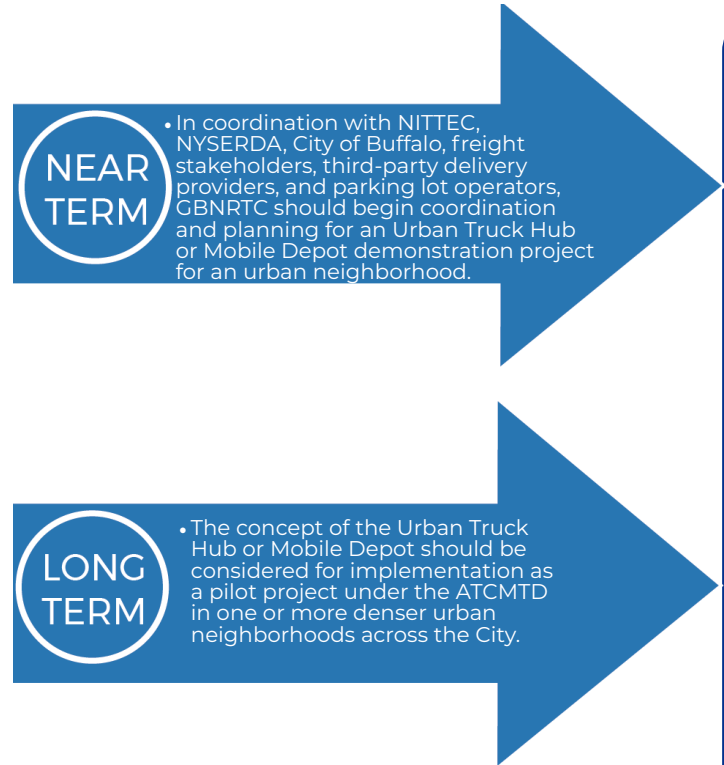 NEAR
TERM
• In coordination with NITTEC,
NYSERDA, City of Buffalo, freight
stakeholders, third-party delivery
providers, and parking lot operators,
GBNRTC should begin coordination
and planning for an Urban Truck Hub
or Mobile Depot demonstration project
for an urban neighborhood.
LONG
TERM
• The concept of the Urban Truck
Hub or Mobile Depot should be
considered for implementation as
a pilot project under the ATCMTD
in one or more denser urban
neighborhoods across the City.